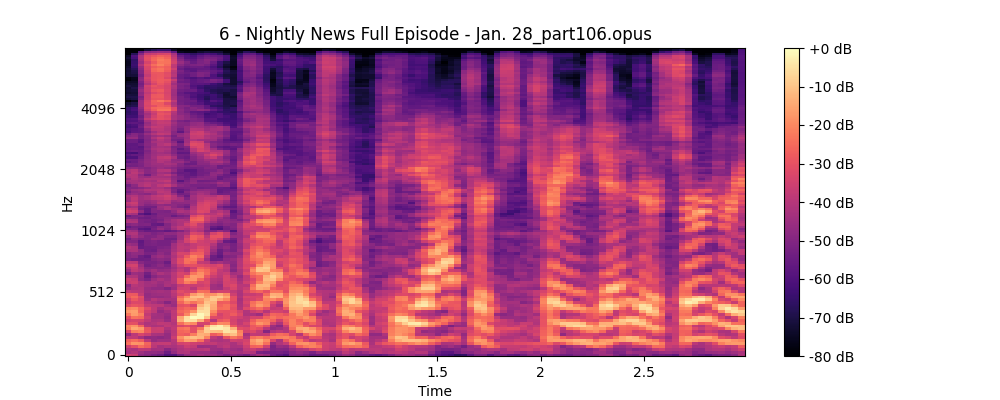 6 - Nightly News Full Episode - Jan. 28_part106.opus
Hz
4096
2048
1024
512
0
0 0.5 1 1.5 2 2.5
Time
+0 dB
-10 dB
-20 dB
-30 dB
-40 dB
-50 dB
-60 dB
-70 dB
-80 dB